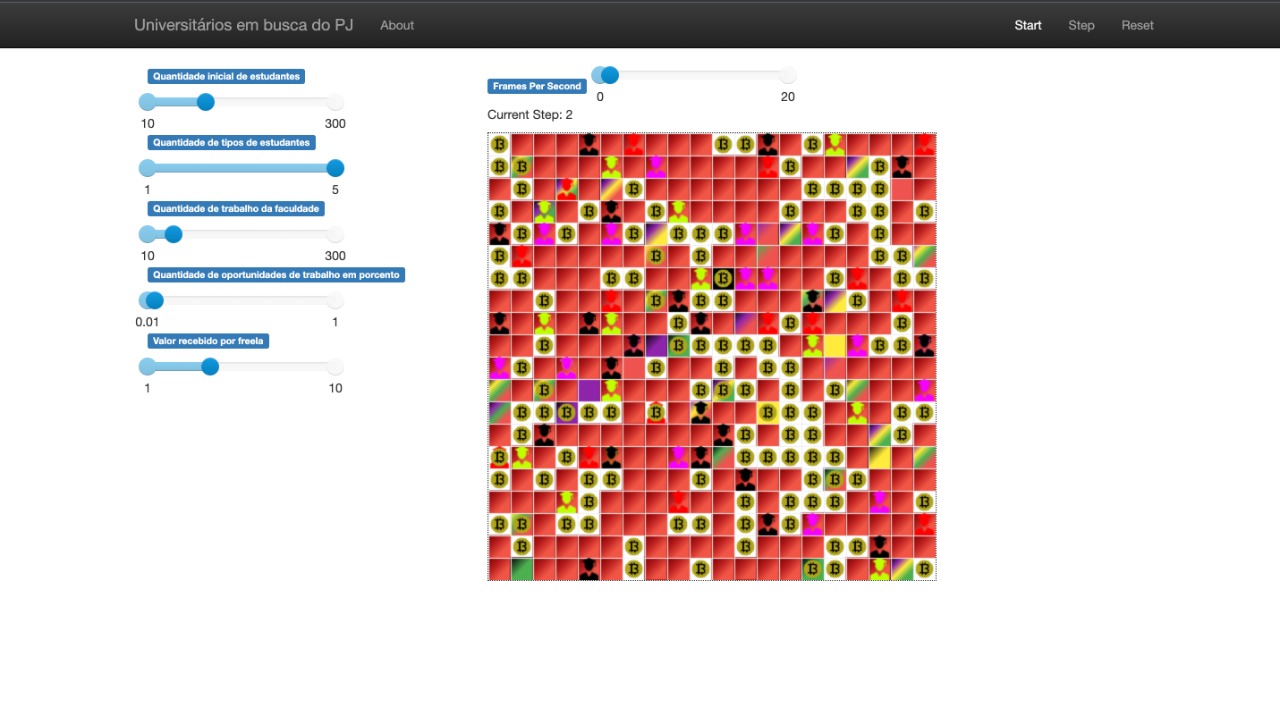 Universitários em busca do PJ About Start Step Reset
Quantidade inicial de estudantes
10 300
Quantidade de tipos de estudantes
1 5
Quantidade de trabalho da faculdade
10 300
Quantidade de oportunidades de trabalho em porcento
0.01 1
Valor recebido por freela
1 10
Frames Per Second
0 20
Current Step: 2